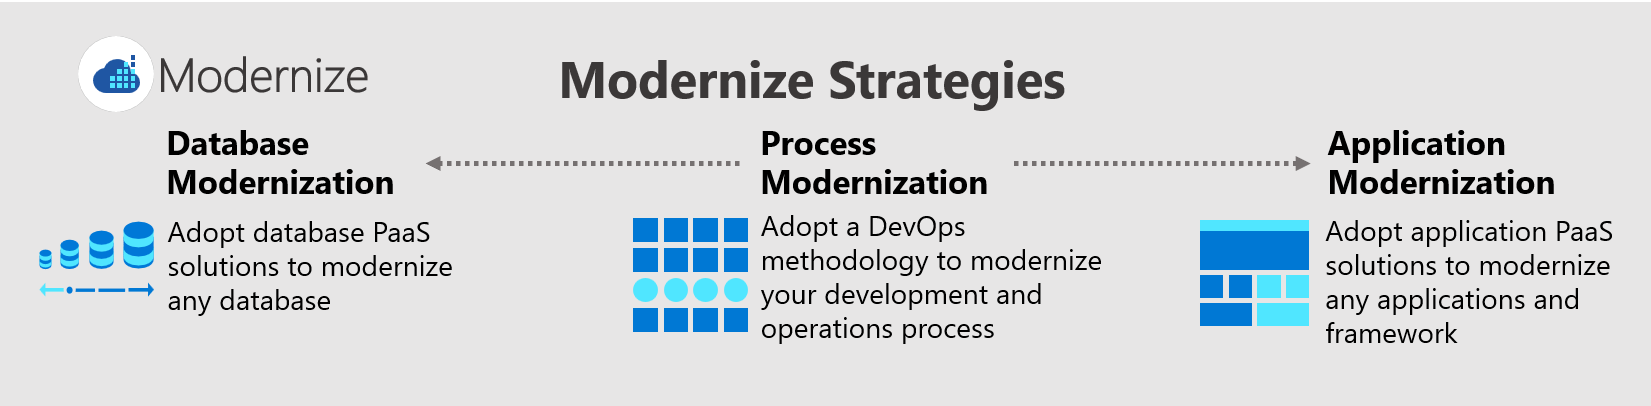 Modernize
Modernize Strategies
Database
Modernization
Adopt database PaaS
solutions to modernize
any database
Process
Modernization
Adopt a DevOps
methodology to modernize
your development and
operations process
Application
Modernization
Adopt application PaaS
solutions to modernize
any applications and
framework